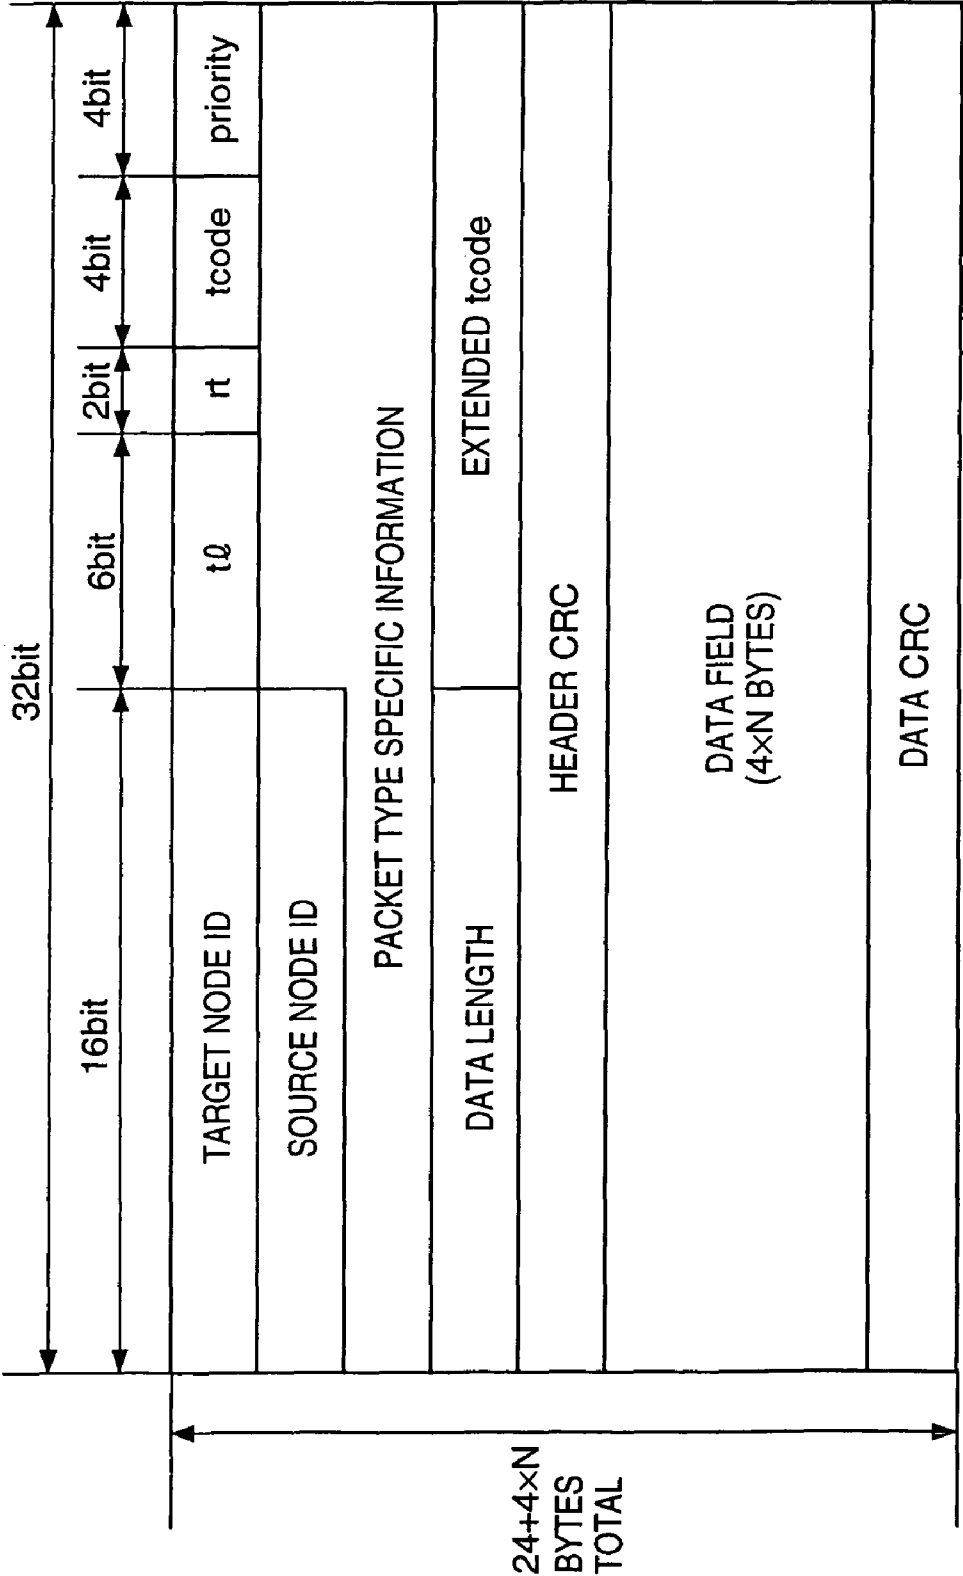 32bit
16bit
6bit
2bit
4bit
4bit
TARGET NODE ID
tℓ
rt
tcode
priority
SOURCE NODE ID
PACKET TYPE SPECIFIC INFORMATION
DATA LENGTH
EXTENDED tcode
HEADER CRC
DATA FIELD
(4×N BYTES)
DATA CRC
24+4×N
BYTES
TOTAL